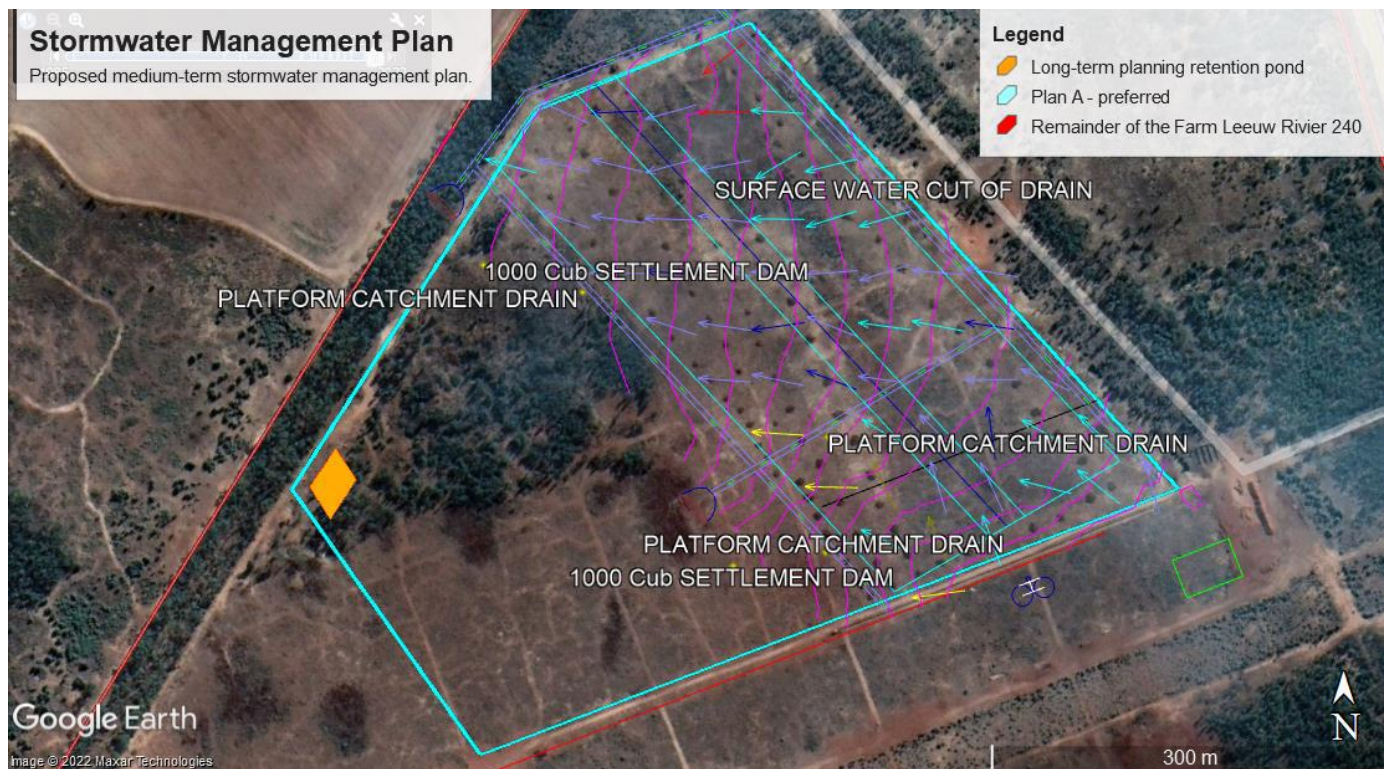 Stormwater Management Plan
Proposed medium-term stormwater management plan.
Legend
Long-term planning retention pond
Plan A - preferred
Remainder of the Farm Leeuw Rivier 240
SURFACE WATER CUT OF DRAIN
1000 Cub SETTLEMENT DAM
PLATFORM CATCHMENT DRAIN
PLATFORM CATCHMENT DRAIN
PLATFORM CATCHMENT DRAIN
1000 Cub SETTLEMENT DAM
Google Earth
Image © 2022 Maxar Technologies
300 m
N